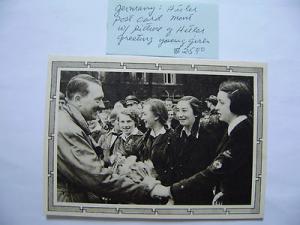 Germany: Hitler
post card mint
w/ picture of Hitler
greeting young girls
$25.00